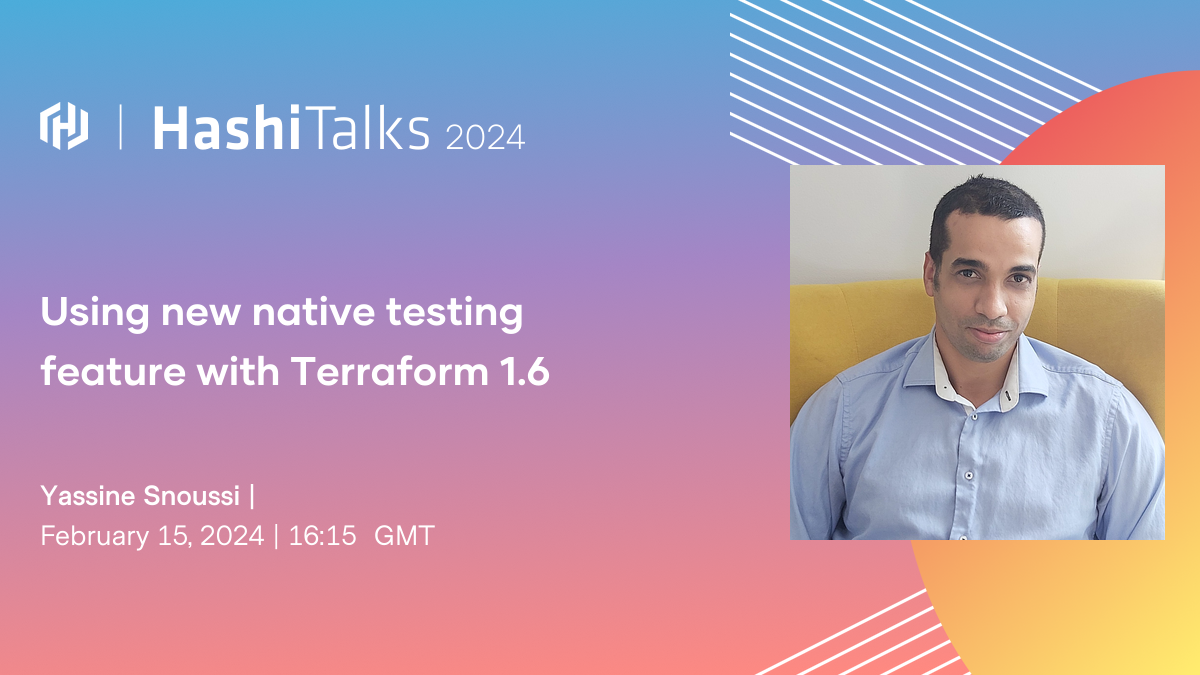 HashiTalks 2024
Using new native testing
feature with Terraform 1.6
Yassine Snoussi |
February 15, 2024 | 16:15 GMT